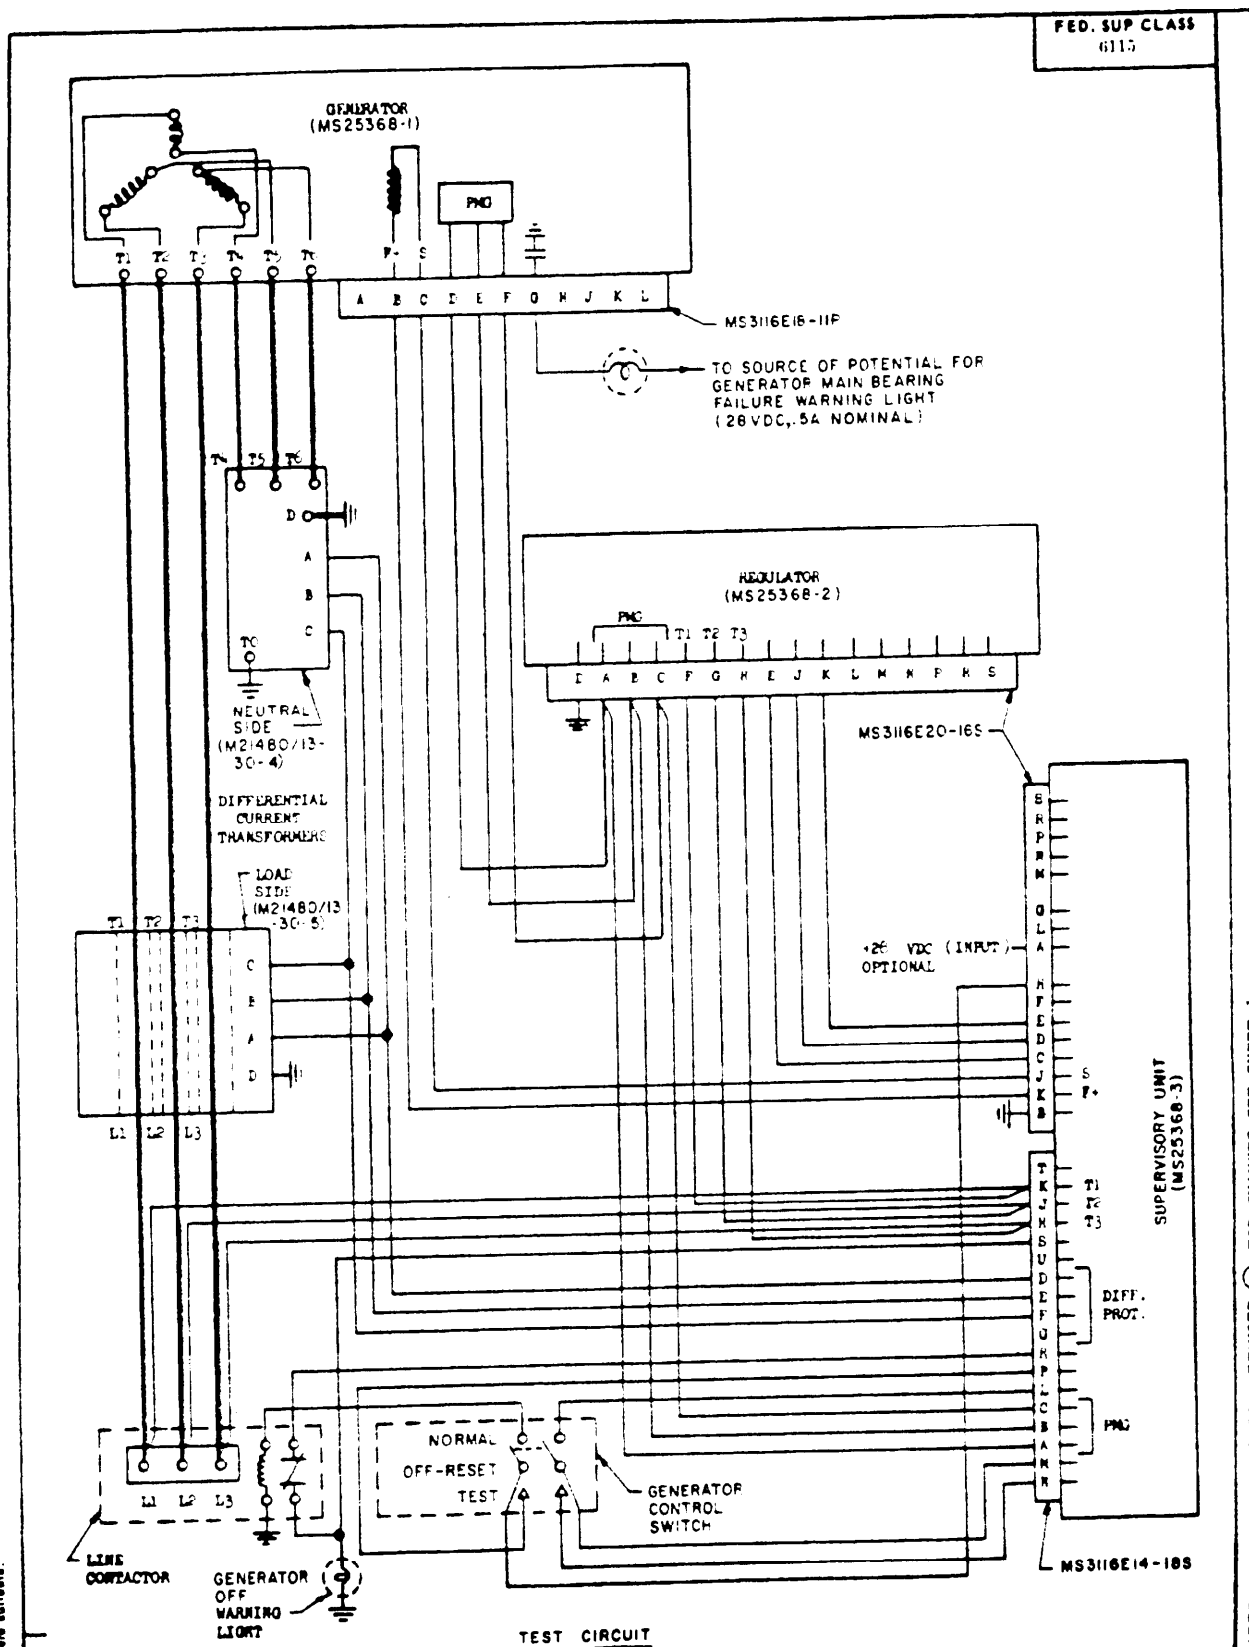 FED. SUP CLASS
6115
GENERATOR
(MS25368-1)
PMG
F+ S
T1 T2 T3 T4 T5 T6
A B C D E F G H J K L
MS3116E18-11P
TO SOURCE OF POTENTIAL FOR
GENERATOR MAIN BEARING
FAILURE WARNING LIGHT
(28VDC, .5A NOMINAL)
T4 T5 T6
D
A
B
C
TO
NEUTRAL
SIDE
(M21480/13-
30-4)
REGULATOR
(MS25368-2)
PMG
T1 T2 T3
D A B C F G H E J K L M N P R S
MS3116E20-16S
DIFFERENTIAL
CURRENT
TRANSFORMERS
LOAD
SIDE
(M21480/13
-30-5)
T1 T2 T3
C
B
A
D
L1 L2 L3
S
R
P
N
M
G
L
A
+28 VDC (INPUT)
OPTIONAL
H
F
E
D
C
J S
K F+
B
SUPERVISORY UNIT
(MS25368-3)
T
K T1
J T2
H T3
S
U
D
E
F
G
DIFF.
PROT.
R
P
L
C
B
A
PMG
M
N
MS3116E14-18S
NORMAL
OFF-RESET
TEST
GENERATOR
CONTROL
SWITCH
L1 L2 L3
LINE
CONTACTOR
GENERATOR
OFF
WARNING
LIGHT
TEST CIRCUIT